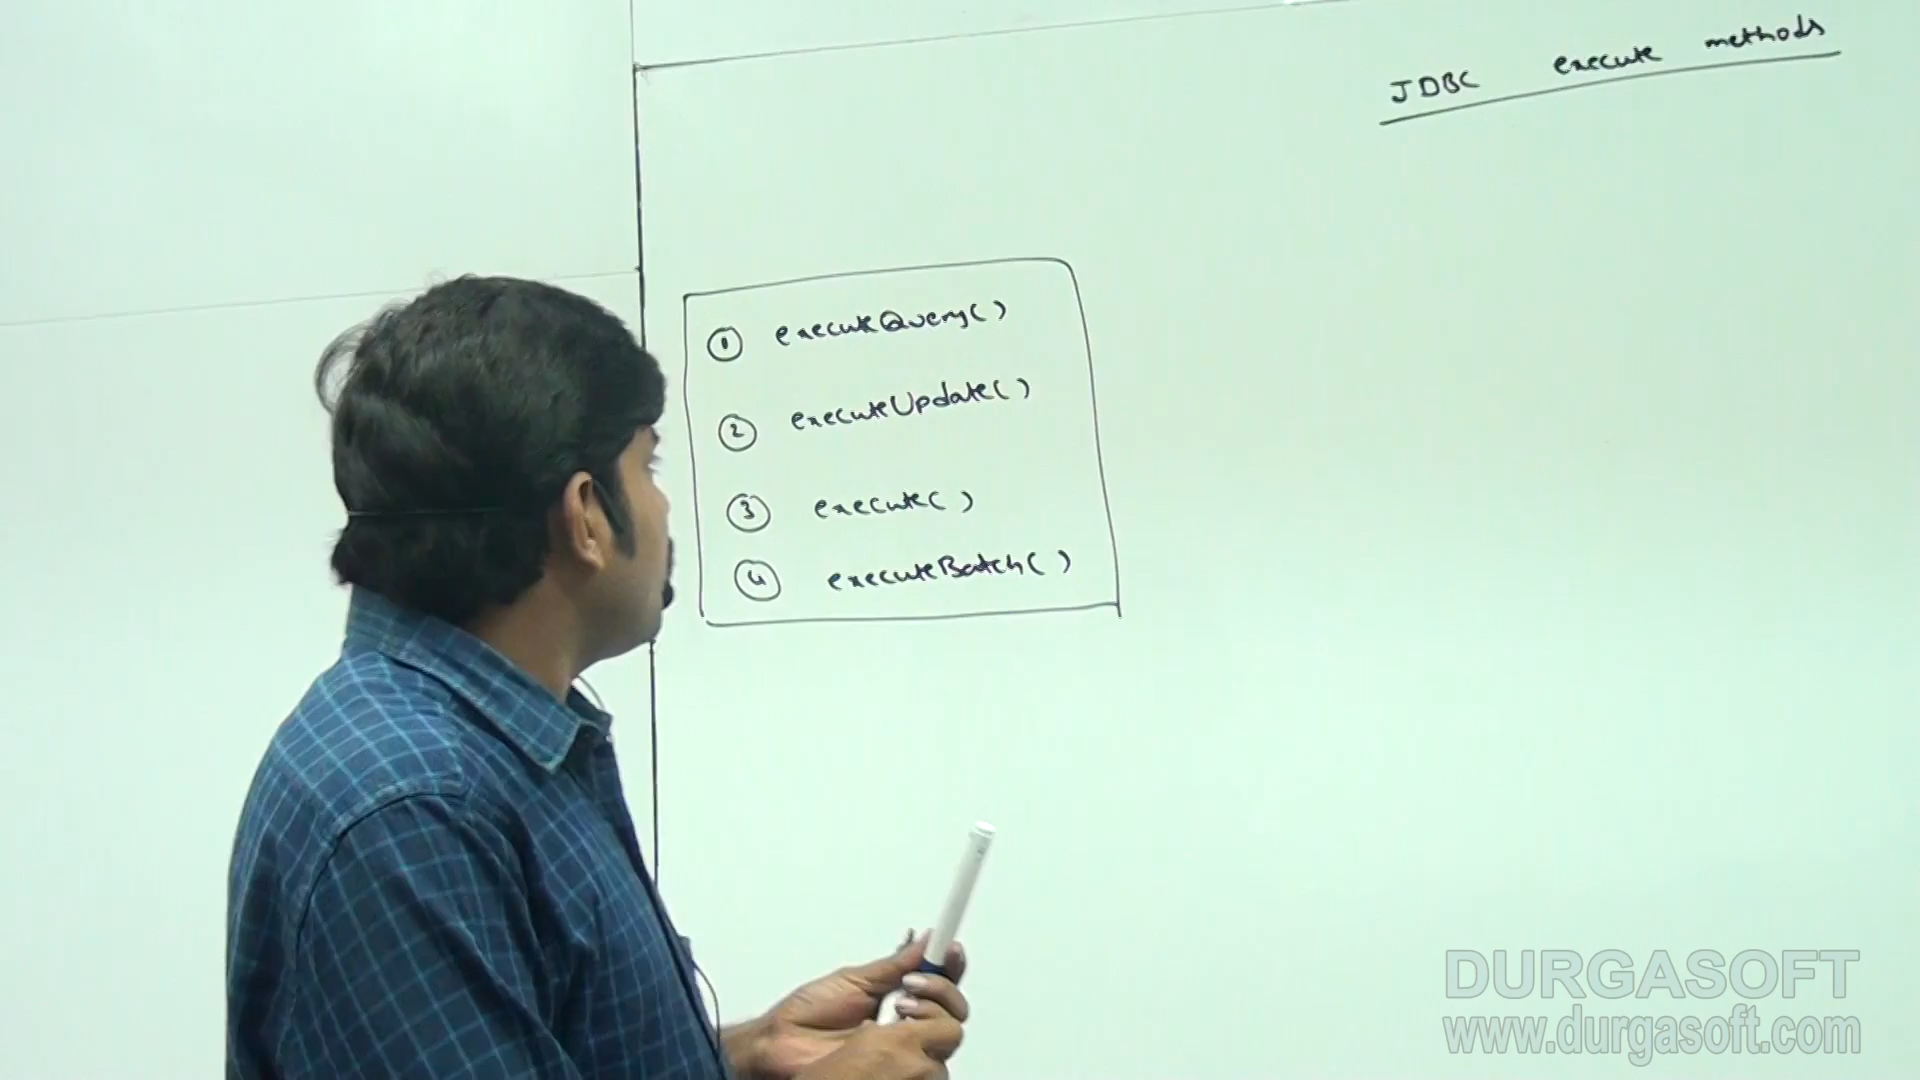 JDBC execute methods
1 executeQuery()
2 executeUpdate()
3 execute()
4 executeBatch()
DURGASOFT
www.durgasoft.com